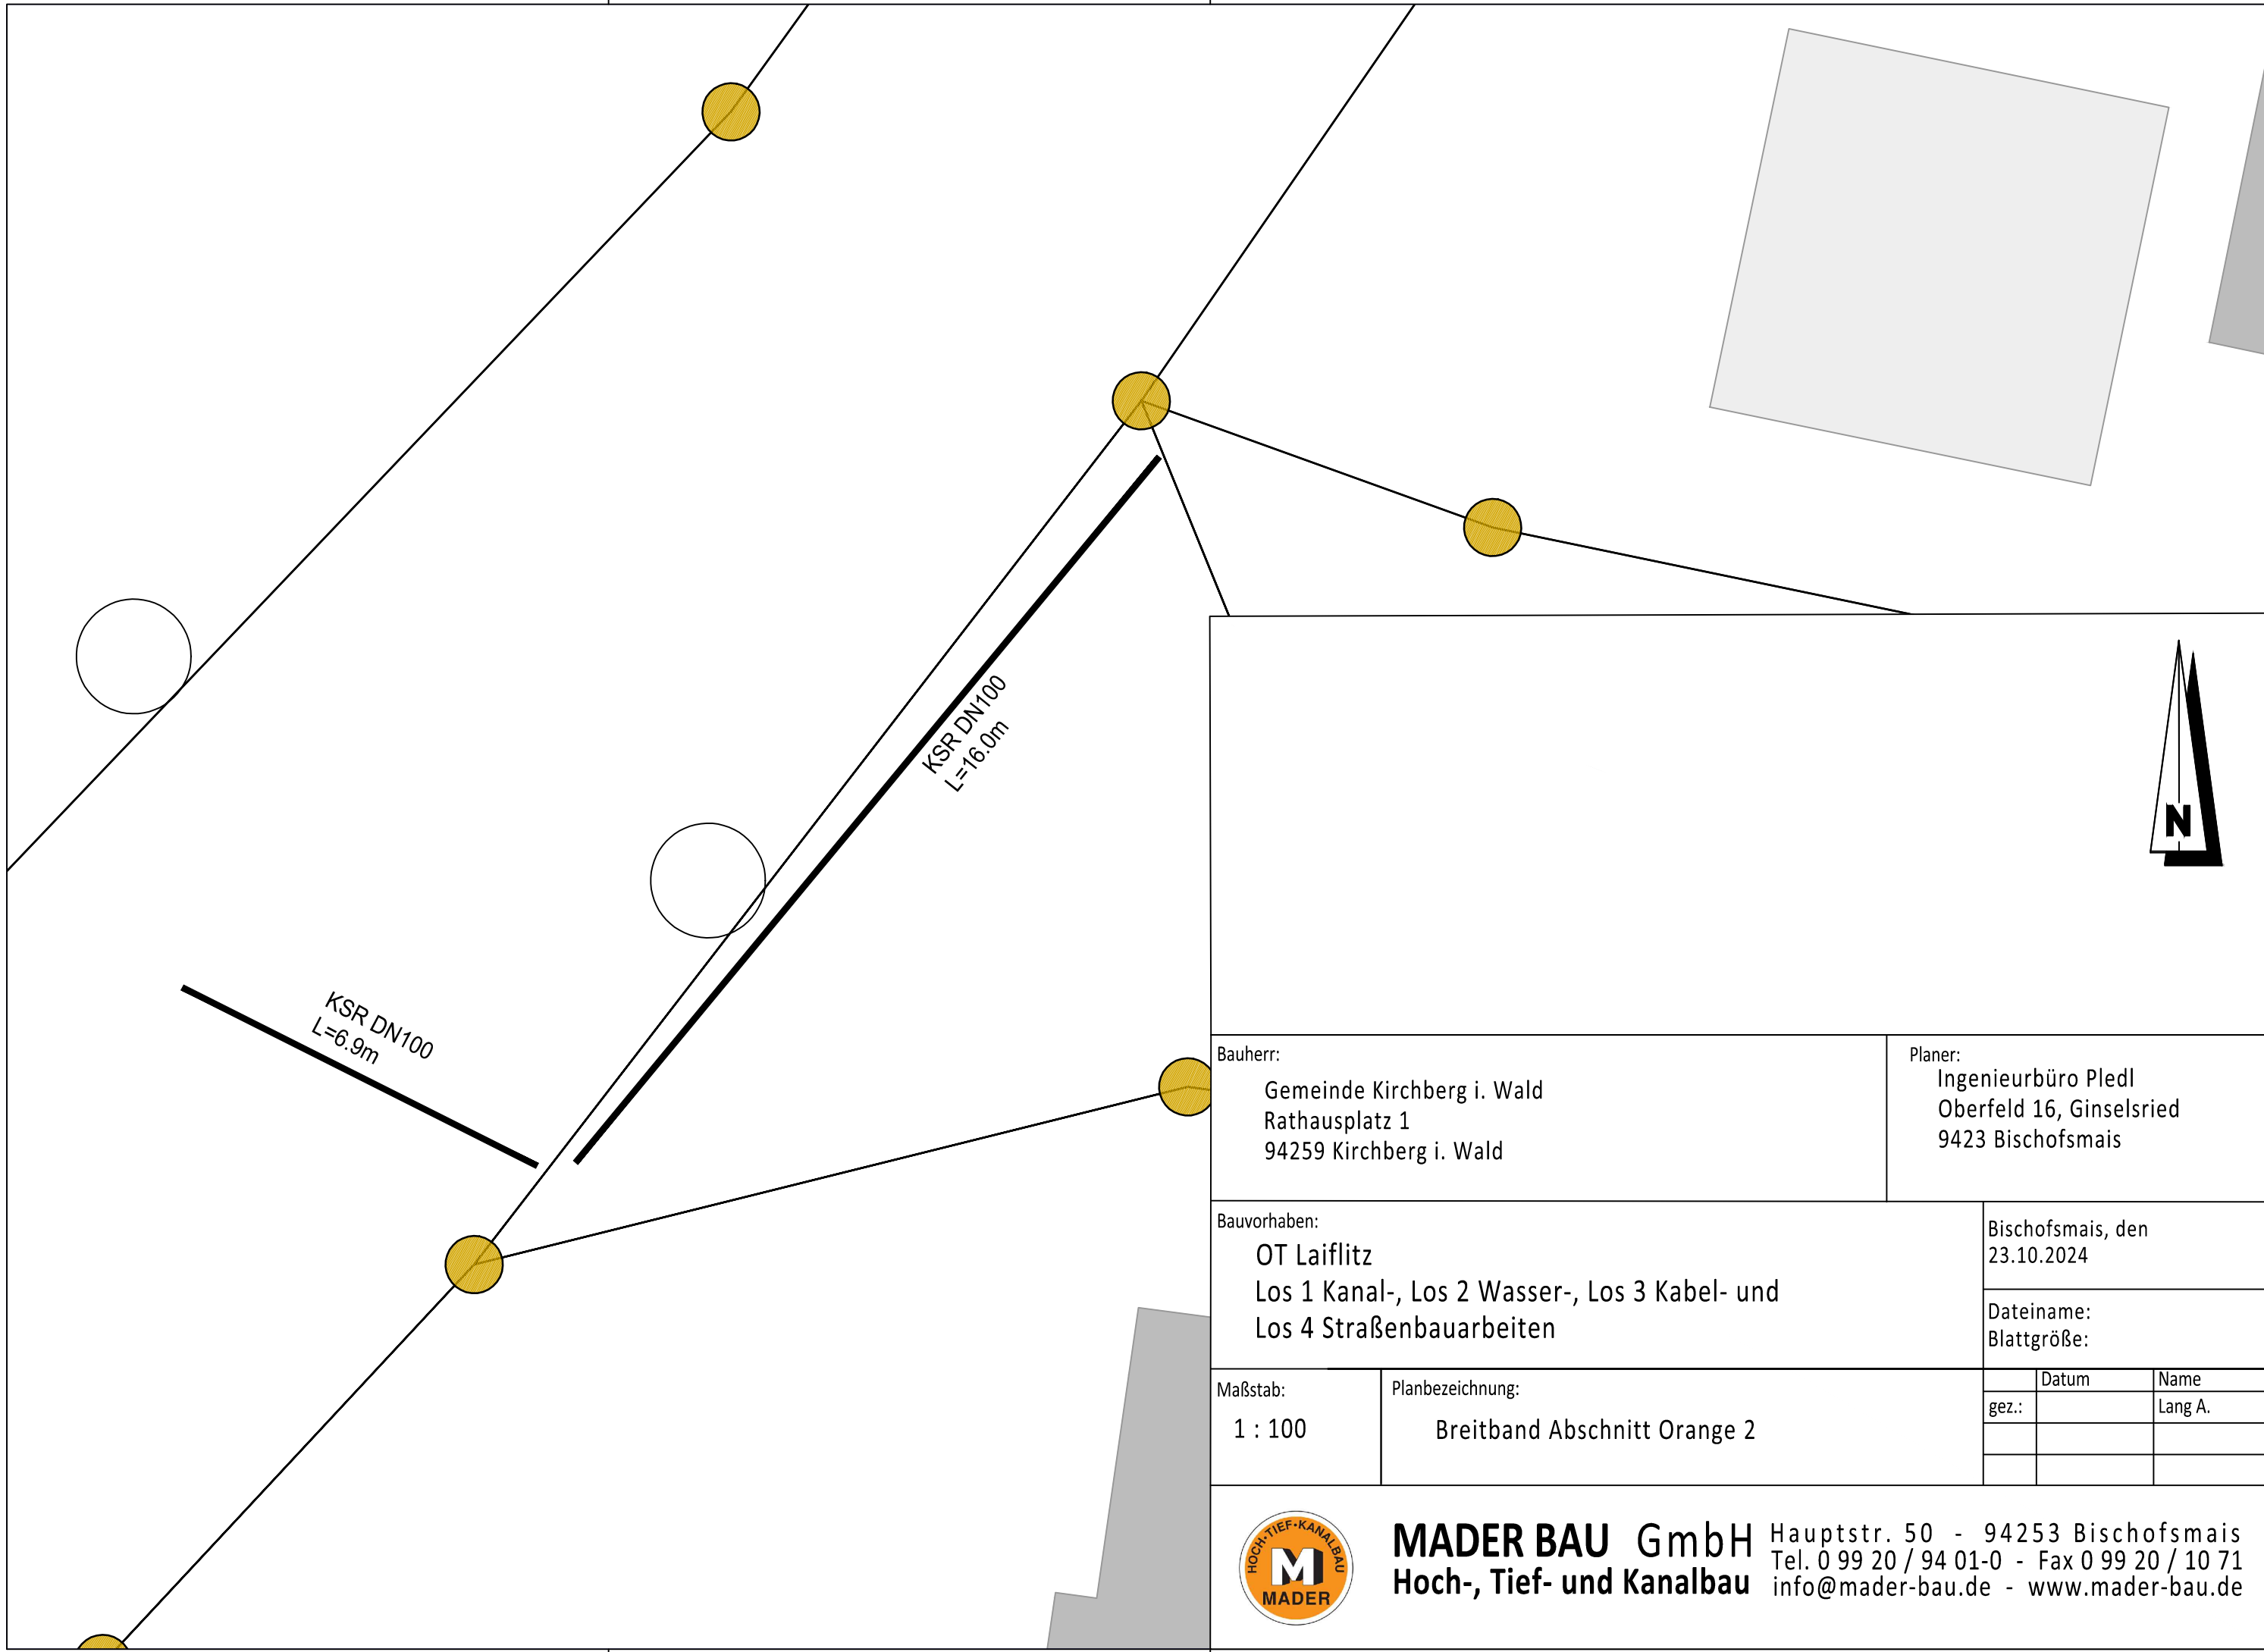 KSR DN100
L=16.0m
KSR DN100
L=6.9m
N
Bauherr:
Gemeinde Kirchberg i. Wald
Rathausplatz 1
94259 Kirchberg i. Wald
Planer:
Ingenieurbüro Pledl
Oberfeld 16, Ginselsried
9423 Bischofsmais
Bauvorhaben:
OT Laiflitz
Los 1 Kanal-, Los 2 Wasser-, Los 3 Kabel- und
Los 4 Straßenbauarbeiten
Bischofsmais, den
23.10.2024
Dateiname:
Blattgröße:
Maßstab:
1 : 100
Planbezeichnung:
Breitband Abschnitt Orange 2
Datum Name
gez.: Lang A.
HOCH-TIEF-KANALBAU
M
MADER
MADER BAU GmbH
Hoch-, Tief- und Kanalbau
Hauptstr. 50 - 94253 Bischofsmais
Tel. 0 99 20 / 94 01-0 - Fax 0 99 20 / 10 71
info@mader-bau.de - www.mader-bau.de